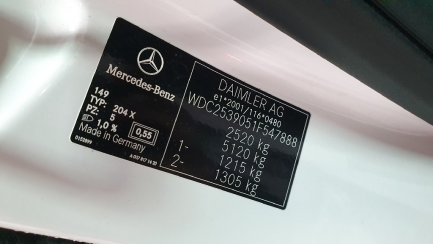 Mercedes-Benz
149
TYP: 204 X
PZ: 5
1,0 % 0,55
Made in Germany
DAIMLER AG
e1*2001/116*0480
WDC2539051F547888
2520 kg
1- 5120 kg
2- 1215 kg
1305 kg